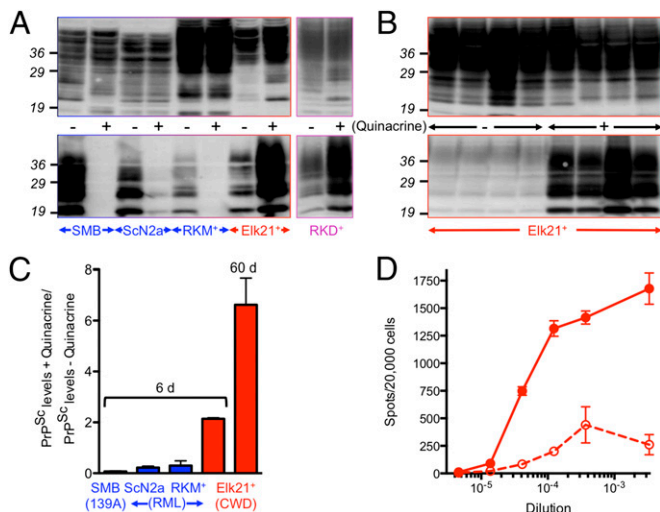 A
36
29
19
- + - + - + - + - + (Quinacrine)
36
29
19
SMB ScN2a RKM+ Elk21+ RKD+
B
36
29
19
- +
36
29
19
Elk21+
C
PrPSc levels + Quinacrine/
PrPSc levels - Quinacrine
8
6
4
2
0
6 d
60 d
SMB ScN2a RKM+ Elk21+
(139A) (RML) (CWD)
D
Spots/20,000 cells
1750
1500
1250
1000
750
500
250
0
10-5 10-4 10-3
Dilution